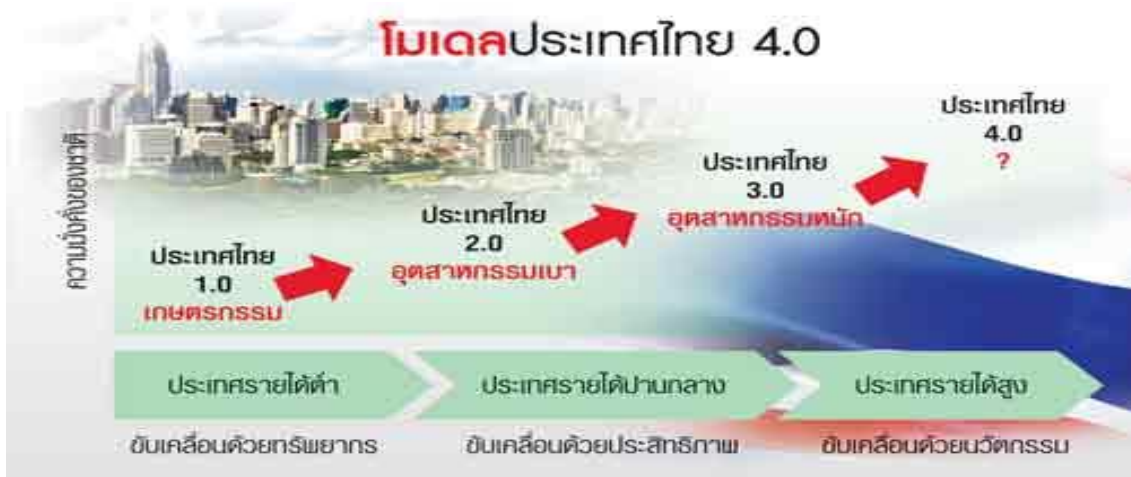 โมเดลประเทศไทย 4.0
ความมั่งคั่งของชาติ
ประเทศไทย
1.0
เกษตรกรรม
ประเทศไทย
2.0
อุตสาหกรรมเบา
ประเทศไทย
3.0
อุตสาหกรรมหนัก
ประเทศไทย
4.0
?
ประเทศรายได้ต่ำ
ประเทศรายได้ปานกลาง
ประเทศรายได้สูง
ขับเคลื่อนด้วยทรัพยากร
ขับเคลื่อนด้วยประสิทธิภาพ
ขับเคลื่อนด้วยนวัตกรรม